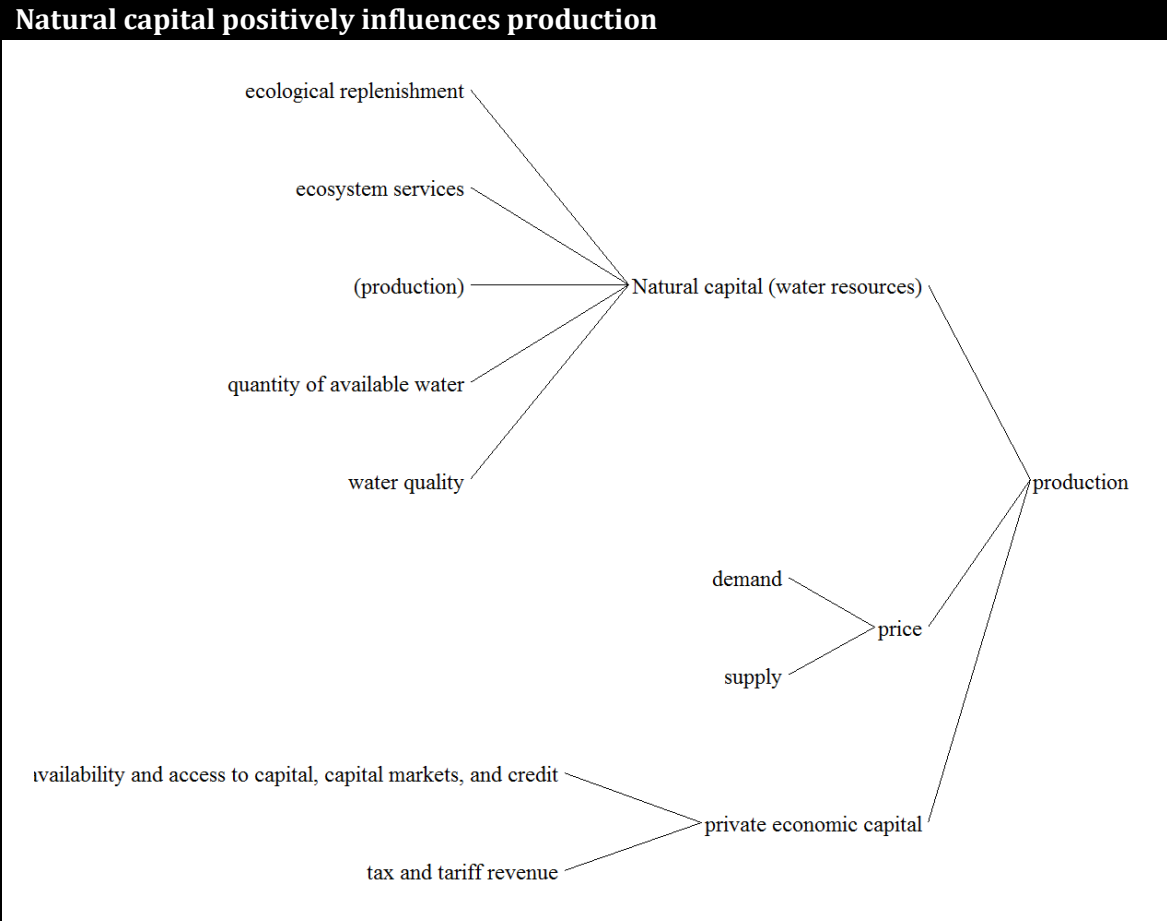 Natural capital positively influences production
ecological replenishment
ecosystem services
(production)
Natural capital (water resources)
quantity of available water
water quality
production
demand
price
supply
and access to capital, capital markets, and credit
private economic capital
tax and tariff revenue